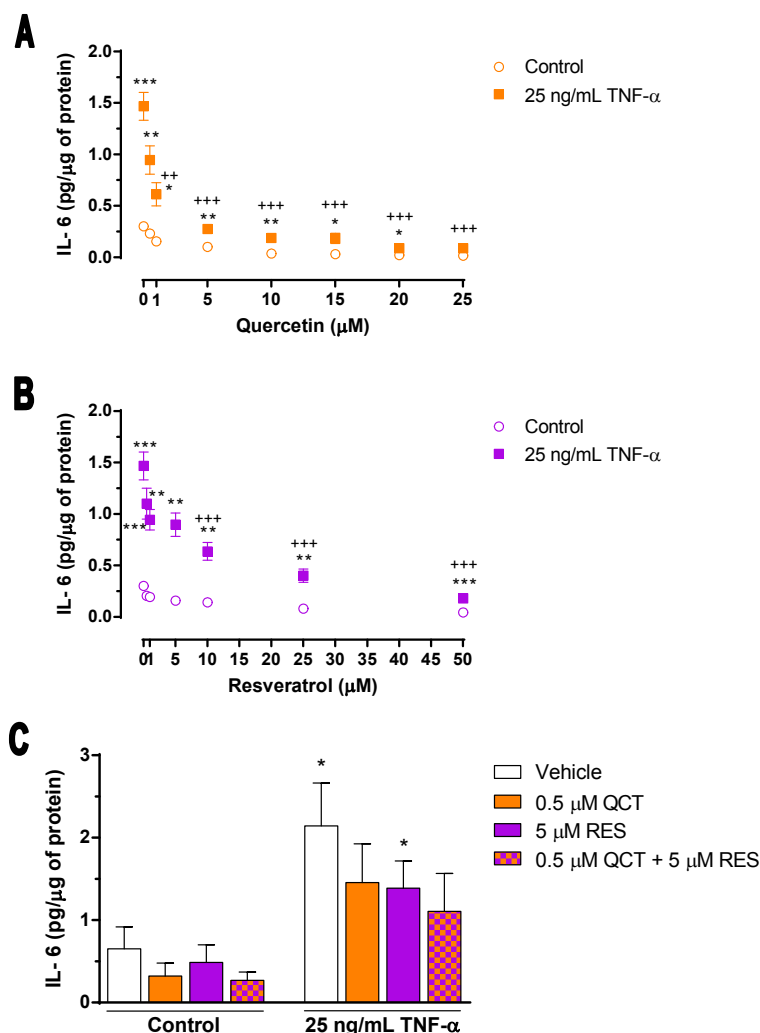 A
2.0
1.5
1.0
0.5
0.0
IL- 6 (pg/µg of protein)
***
**
++
*
+++
**
+++
**
+++
*
+++
*
+++
0 1 5 10 15 20 25
Quercetin (µM)
Control
25 ng/mL TNF-α
B
2.0
1.5
1.0
0.5
0.0
IL- 6 (pg/µg of protein)
***
***
**
**
+++
**
+++
**
+++
***
0 1 5 10 15 20 25 30 35 40 45 50
Resveratrol (µM)
Control
25 ng/mL TNF-α
C
3
2
1
0
IL- 6 (pg/µg of protein)
*
*
Control
25 ng/mL TNF-α
Vehicle
0.5 µM QCT
5 µM RES
0.5 µM QCT + 5 µM RES